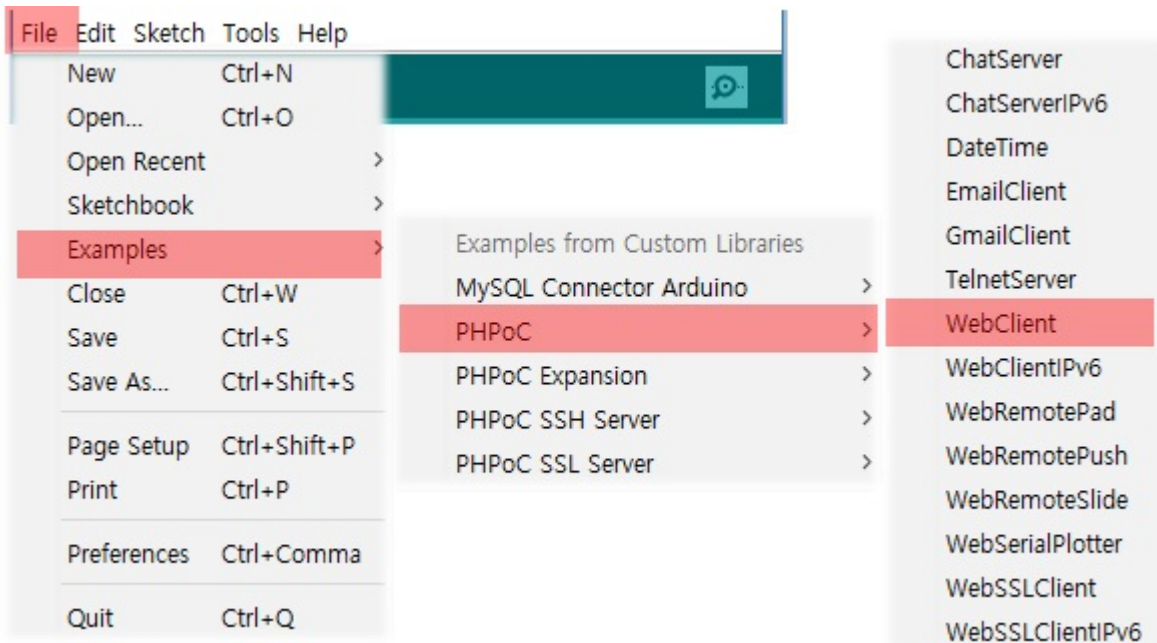 File Edit Sketch Tools Help
New Ctrl+N
Open... Ctrl+O
Open Recent >
Sketchbook >
Examples >
Close Ctrl+W
Save Ctrl+S
Save As... Ctrl+Shift+S
Page Setup Ctrl+Shift+P
Print Ctrl+P
Preferences Ctrl+Comma
Quit Ctrl+Q
Examples from Custom Libraries
MySQL Connector Arduino >
PHPoC >
PHPoC Expansion >
PHPoC SSH Server >
PHPoC SSL Server >
ChatServer
ChatServerIPv6
DateTime
EmailClient
GmailClient
TelnetServer
WebClient
WebClientIPv6
WebRemotePad
WebRemotePush
WebRemoteSlide
WebSerialPlotter
WebSSLClient
WebSSLClientIPv6